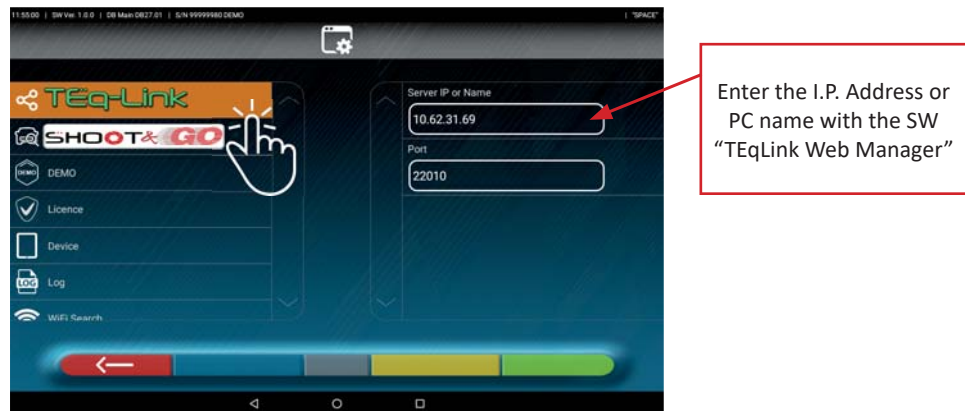 11:55:00 | SW Ver. 1.0.0 | DB Main DB27.01 | S/N 99999980 DEMO
| "SPACE"
TEq-Link
SHOOT& GO
DEMO
DEMO
Licence
Device
LOG
Log
WiFi Search
Server IP or Name
10.62.31.69
Port
22010
Enter the I.P. Address or
PC name with the SW
“TEqLink Web Manager”